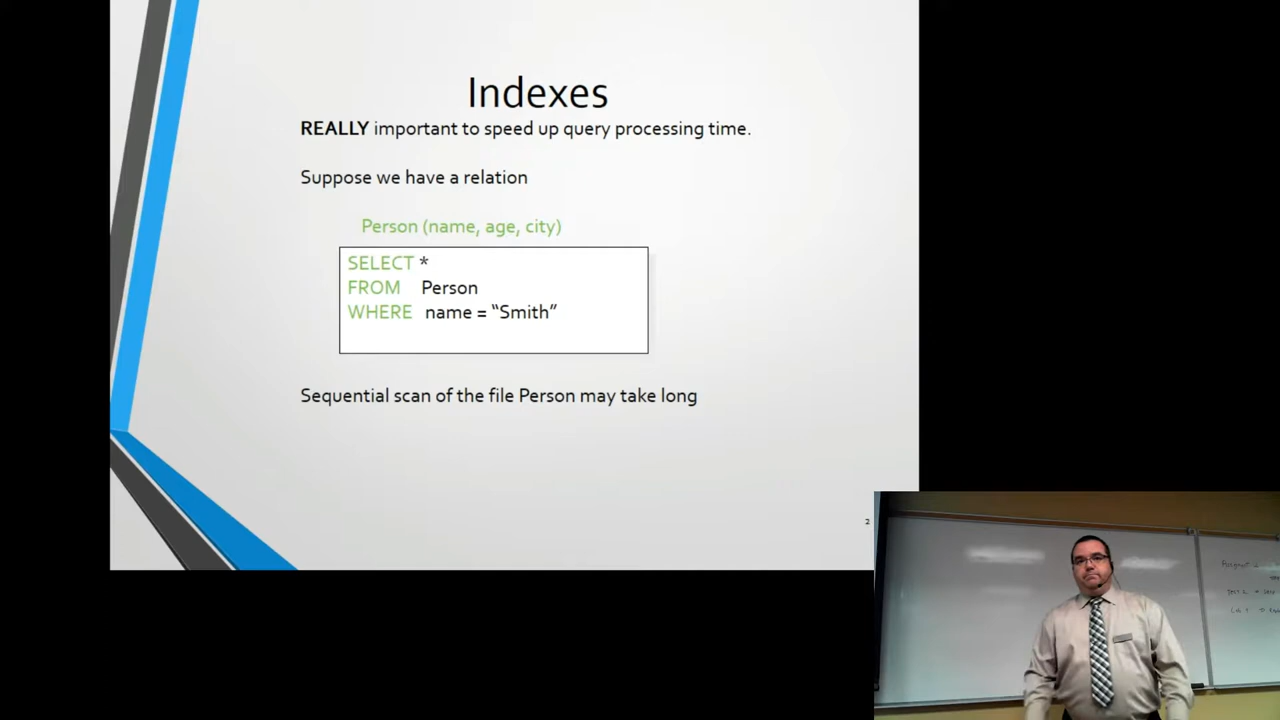 Indexes
REALLY important to speed up query processing time.
Suppose we have a relation
Person (name, age, city)
SELECT *
FROM Person
WHERE name = “Smith”
Sequential scan of the file Person may take long
2